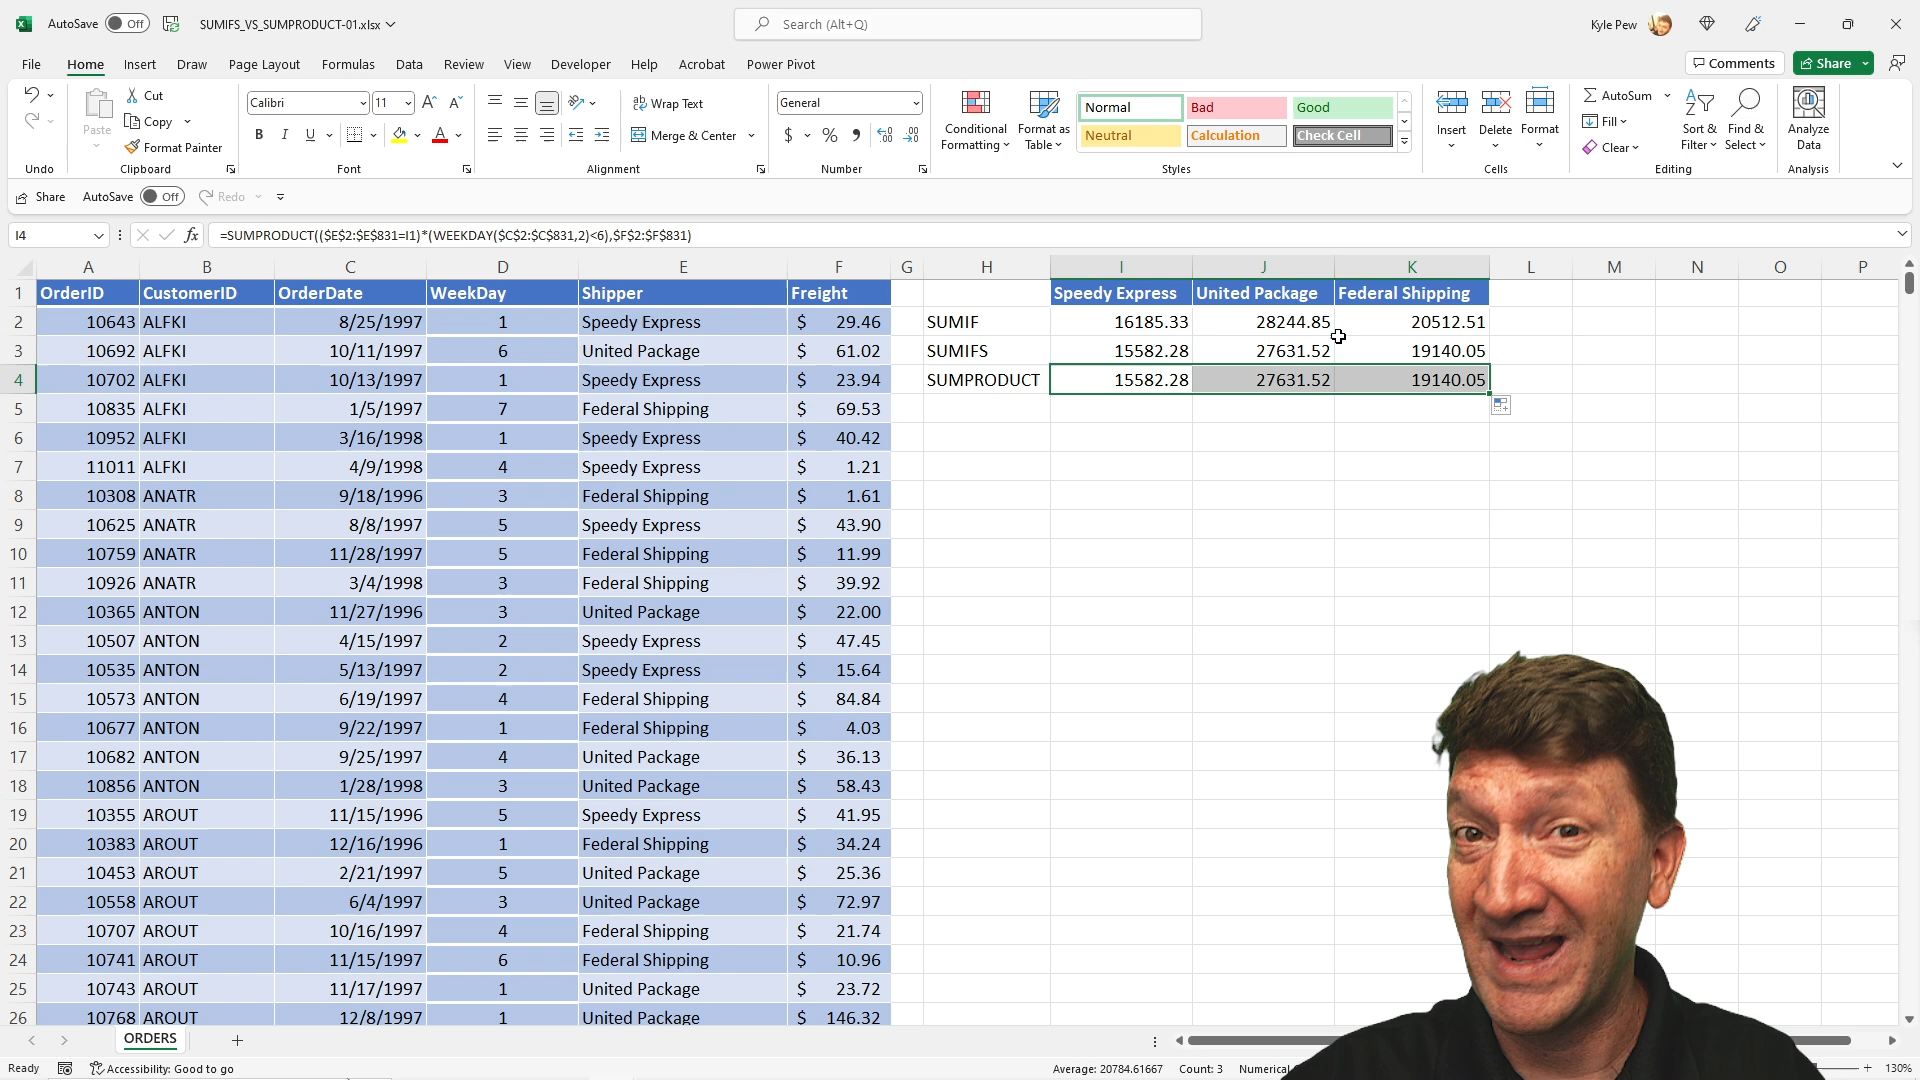 AutoSave Off SUMIFS_VS_SUMPRODUCT-01.xlsx Search (Alt+Q) Kyle Pew
File Home Insert Draw Page Layout Formulas Data Review View Developer Help Acrobat Power Pivot Comments Share
Paste Cut Copy Format Painter
Calibri 11 B I U A
Wrap Text Merge & Center
General $ % 9
Conditional Formatting Format as Table
Normal Bad Good
Neutral Calculation Check Cell
Insert Delete Format
AutoSum Fill Clear
Sort & Filter Find & Select Analyze Data
Undo Clipboard Font Alignment Number Styles Cells Editing Analysis
Share AutoSave Off Redo
I4 fx =SUMPRODUCT(($E$2:$E$831=I1)*(WEEKDAY($C$2:$C$831,2)<6),$F$2:$F$831)
A B C D E F G H I J K L M N O P
1 OrderID CustomerID OrderDate WeekDay Shipper Freight Speedy Express United Package Federal Shipping
2 10643 ALFKI 8/25/1997 1 Speedy Express $ 29.46 SUMIF 16185.33 28244.85 20512.51
3 10692 ALFKI 10/11/1997 6 United Package $ 61.02 SUMIFS 15582.28 27631.52 19140.05
4 10702 ALFKI 10/13/1997 1 Speedy Express $ 23.94 SUMPRODUCT 15582.28 27631.52 19140.05
5 10835 ALFKI 1/5/1997 7 Federal Shipping $ 69.53
6 10952 ALFKI 3/16/1998 1 Speedy Express $ 40.42
7 11011 ALFKI 4/9/1998 4 Speedy Express $ 1.21
8 10308 ANATR 9/18/1996 3 Federal Shipping $ 1.61
9 10625 ANATR 8/8/1997 5 Speedy Express $ 43.90
10 10759 ANATR 11/28/1997 5 Federal Shipping $ 11.99
11 10926 ANATR 3/4/1998 3 Federal Shipping $ 39.92
12 10365 ANTON 11/27/1996 3 United Package $ 22.00
13 10507 ANTON 4/15/1997 2 Speedy Express $ 47.45
14 10535 ANTON 5/13/1997 2 Speedy Express $ 15.64
15 10573 ANTON 6/19/1997 4 Federal Shipping $ 84.84
16 10677 ANTON 9/22/1997 1 Federal Shipping $ 4.03
17 10682 ANTON 9/25/1997 4 United Package $ 36.13
18 10856 ANTON 1/28/1998 3 United Package $ 58.43
19 10355 AROUT 11/15/1996 5 Speedy Express $ 41.95
20 10383 AROUT 12/16/1996 1 Federal Shipping $ 34.24
21 10453 AROUT 2/21/1997 5 United Package $ 25.36
22 10558 AROUT 6/4/1997 3 United Package $ 72.97
23 10707 AROUT 10/16/1997 4 Federal Shipping $ 21.74
24 10741 AROUT 11/15/1997 6 Federal Shipping $ 10.96
25 10743 AROUT 11/17/1997 1 United Package $ 23.72
26 10768 AROUT 12/8/1997 1 United Package $ 146.32
ORDERS
Ready Accessibility: Good to go Average: 20784.61667 Count: 3 Numerical 130%